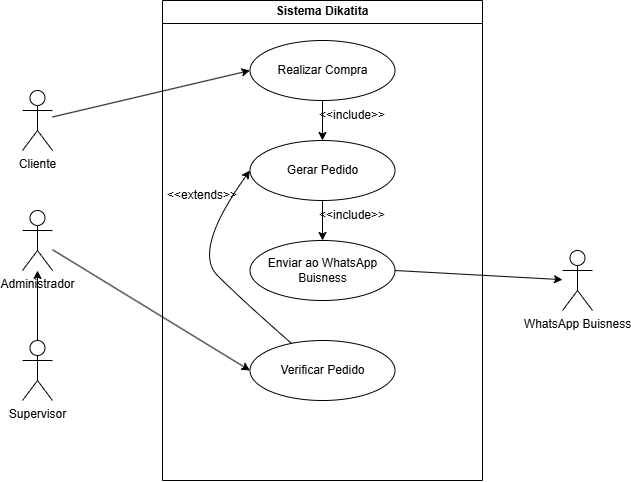 Sistema Dikatita
Realizar Compra
<<include>>
Cliente
Gerar Pedido
<<extends>>
<<include>>
Administrador
Enviar ao WhatsApp
Buisness
WhatsApp Buisness
Verificar Pedido
Supervisor